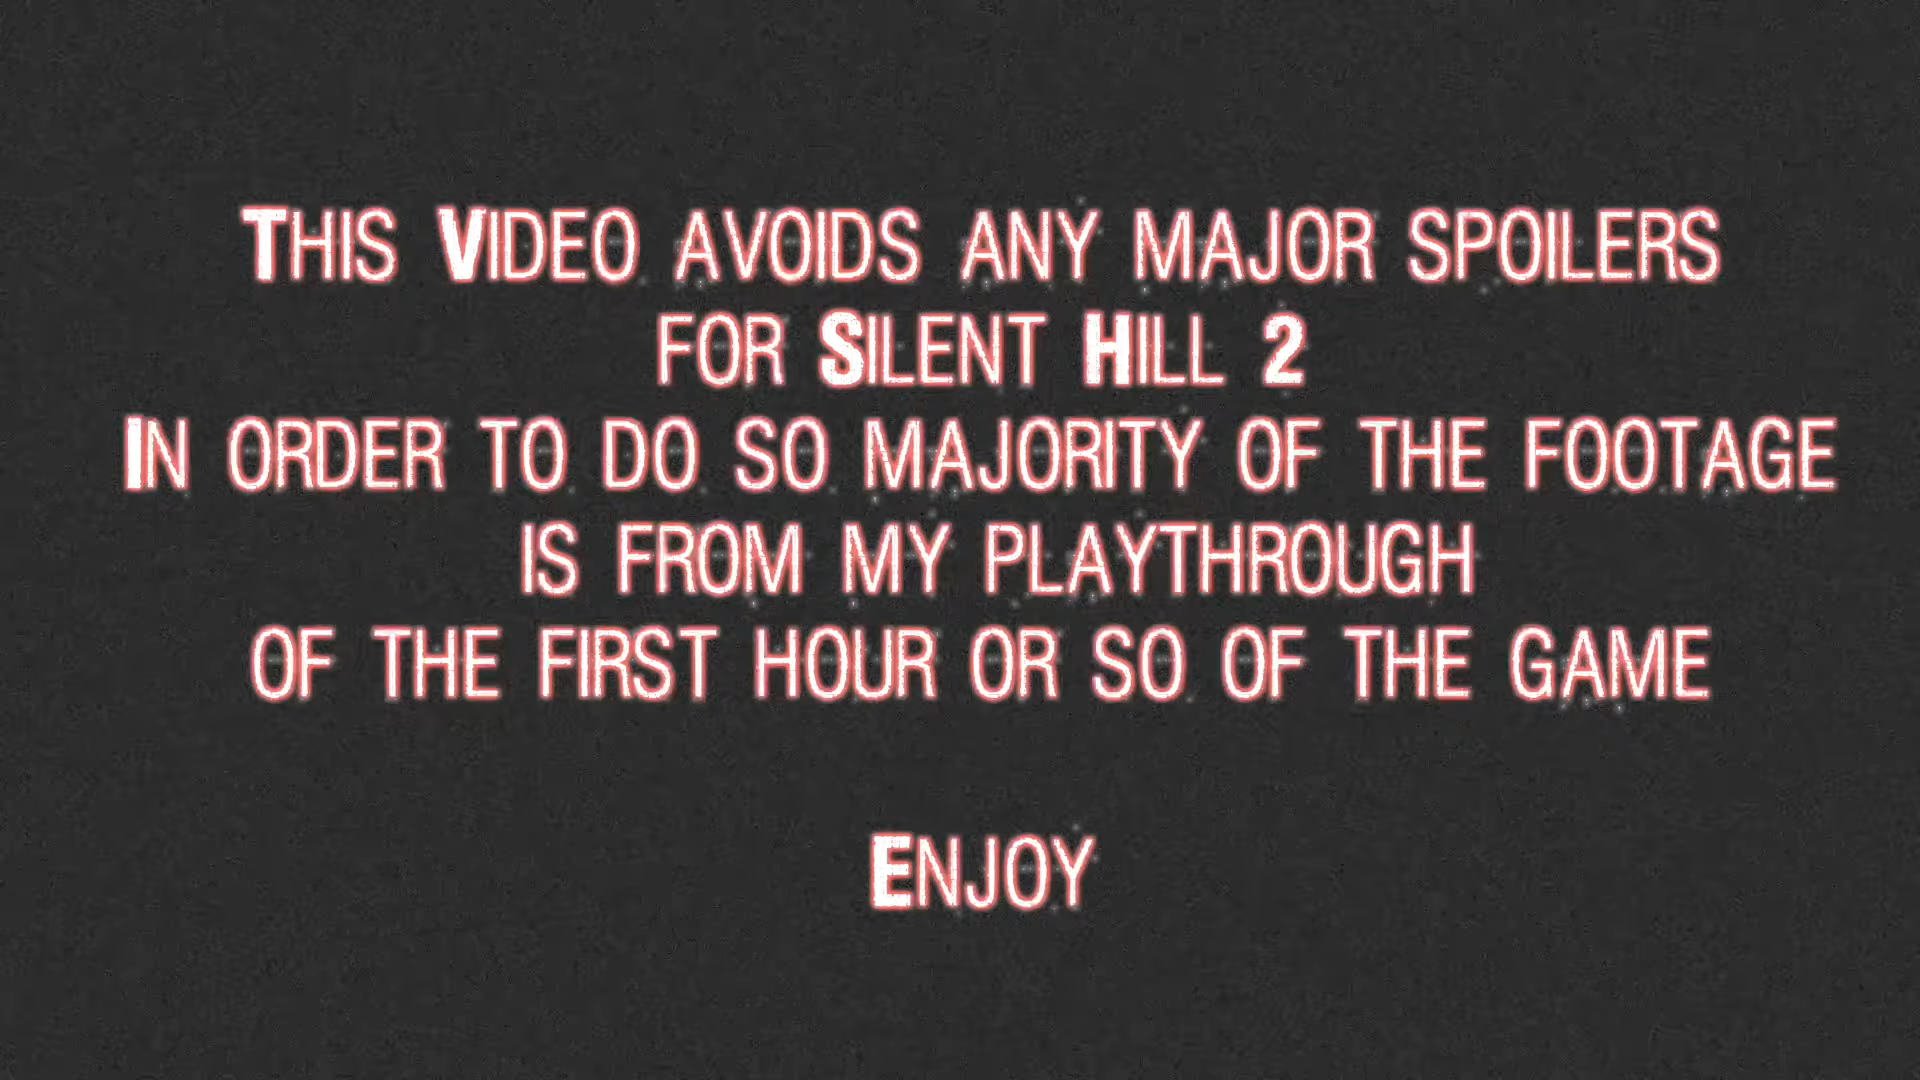 This Video avoids any major spoilers
for Silent Hill 2
In order to do so majority of the footage
is from my playthrough
of the first hour or so of the game
Enjoy